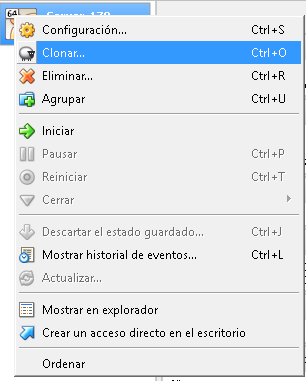 64
Configuración... Ctrl+S
Clonar... Ctrl+O
Eliminar... Ctrl+R
Agrupar Ctrl+U
Iniciar
Pausar Ctrl+P
Reiniciar Ctrl+T
Cerrar
Descartar el estado guardado... Ctrl+J
Mostrar historial de eventos... Ctrl+L
Actualizar...
Mostrar en explorador
Crear un acceso directo en el escritorio
Ordenar